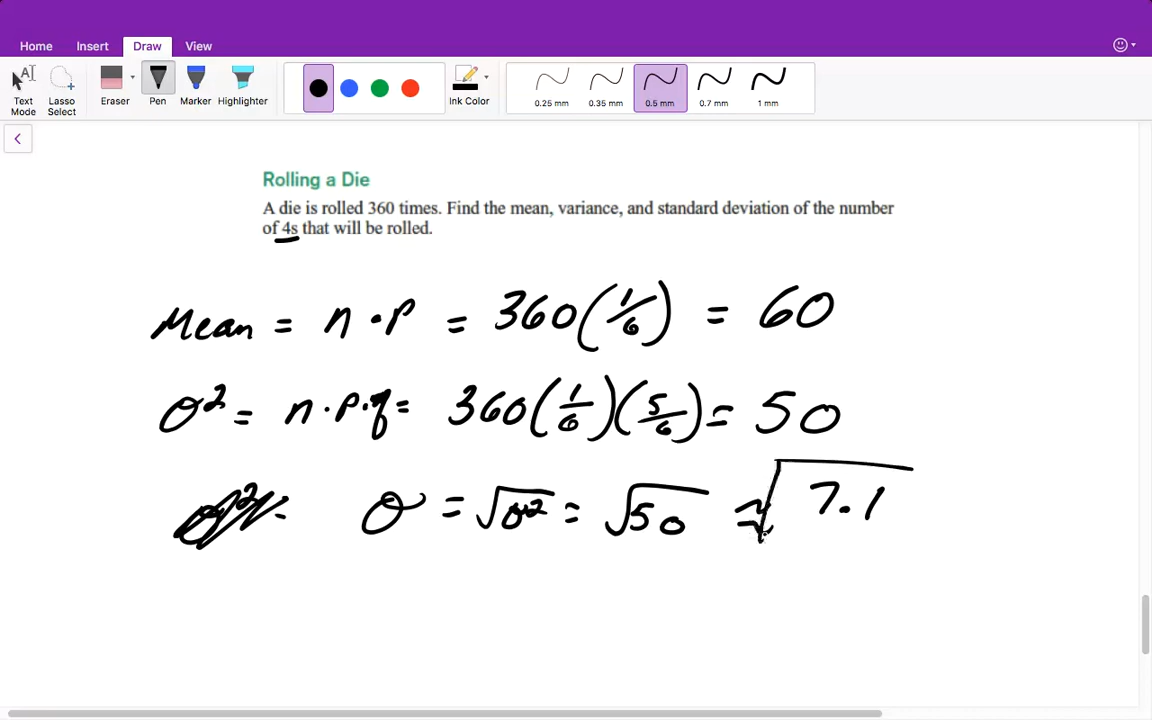 Home Insert Draw View
Text Mode Lasso Select Eraser Pen Marker Highlighter Ink Color 0.25 mm 0.35 mm 0.5 mm 0.7 mm 1 mm
Rolling a Die
A die is rolled 360 times. Find the mean, variance, and standard deviation of the number
of 4s that will be rolled.
Mean = n · p = 360(1/6) = 60
σ² = n · p · q = 360(1/6)(5/6) = 50
σ = √σ² = √50 ≈ 7.1